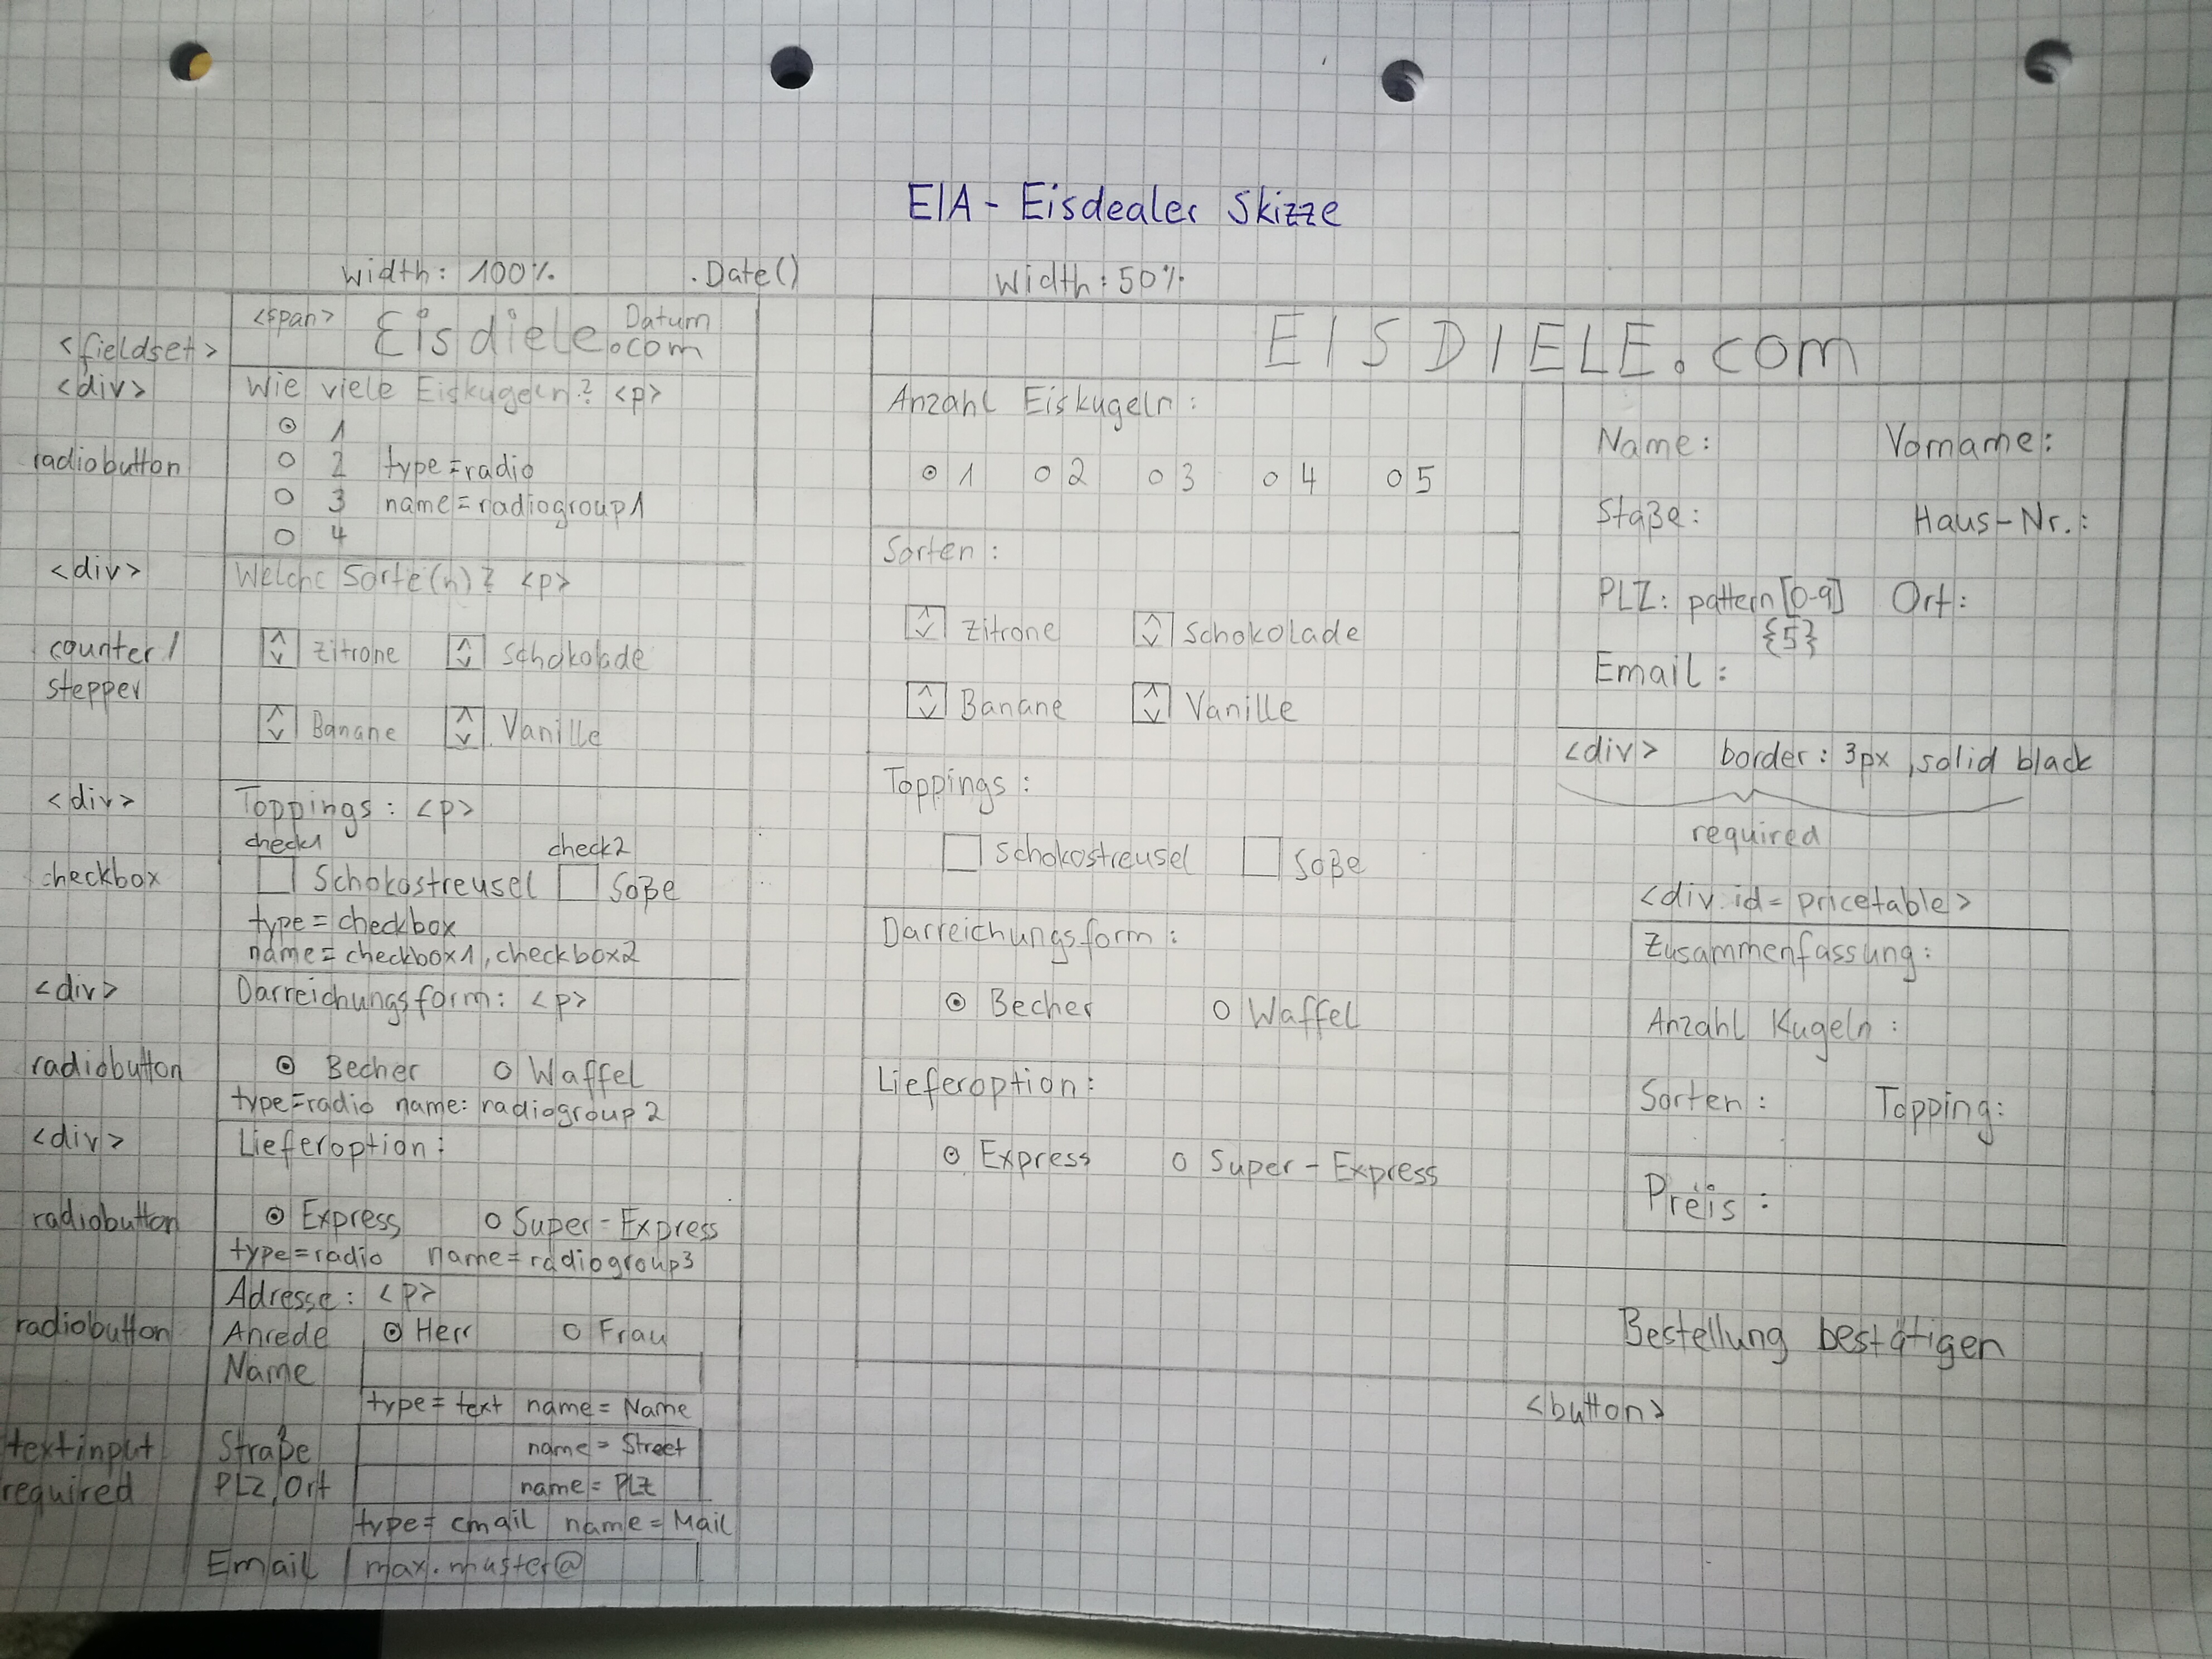 EIA - Eisdealer Skizze
width: 100% .Date()
<span> Datum
<fieldset> Eisdiele.com
<div> Wie viele Eiskugeln? <p>
1
radiobutton 2 type=radio
3 name=radiogroup1
4
<div> Welche Sorte(n)? <p>
counter/ Zitrone Schokolade
stepper
Banane Vanille
<div> Toppings: <p>
check1 check2
checkbox Schokostreusel Soße
type=checkbox
name=checkbox1, checkbox2
<div> Darreichungsform: <p>
radiobutton Becher Waffel
type=radio name: radiogroup2
<div> Lieferoption:
radiobutton Express Super-Express
type=radio name=radiogroup3
Adresse: <p>
radiobutton Anrede Herr Frau
Name
type=text name=Name
textinput Straße name=Street
required PLZ, Ort name=PLZ
type=email name=Mail
Email max.muster@
Width: 50%
EISDIELE.com
Anzahl Eiskugeln:
1 2 3 4 5
Sorten:
Zitrone Schokolade
Banane Vanille
Toppings:
Schokostreusel Soße
Darreichungsform:
Becher Waffel
Lieferoption:
Express Super-Express
Name: Vorname:
Staße: Haus-Nr.:
PLZ: pattern[0-9] Ort:
{5}
Email:
<div> border: 3px, solid black
required
<div id=pricetable>
Zusammenfassung:
Anzahl Kugeln:
Sorten: Topping:
Preis:
Bestellung bestätigen
<button>